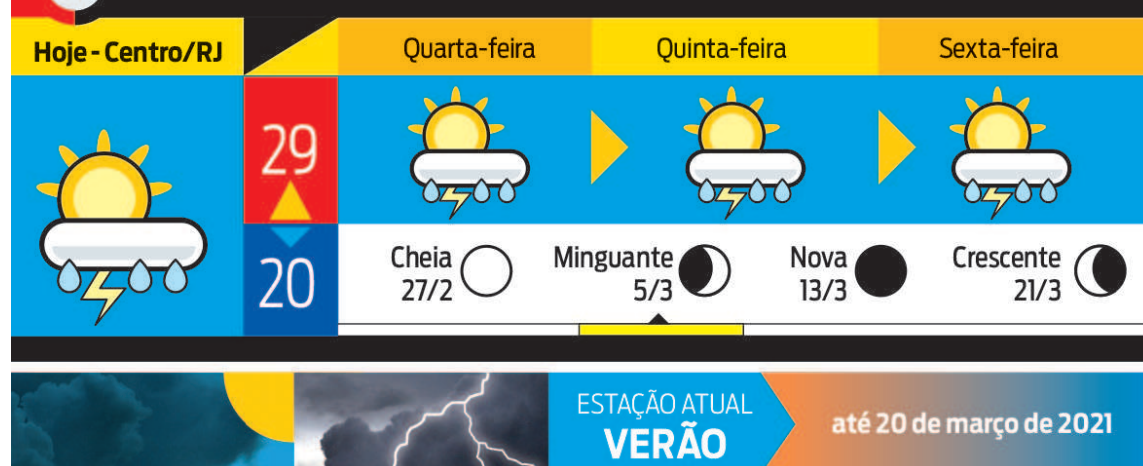 Hoje - Centro/RJ
Quarta-feira
Quinta-feira
Sexta-feira
29
20
Cheia
27/2
Minguante
5/3
Nova
13/3
Crescente
21/3
ESTAÇÃO ATUAL
VERÃO
até 20 de março de 2021